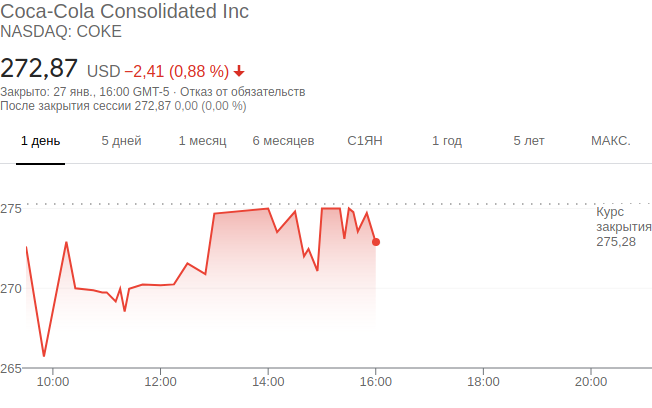 Coca-Cola Consolidated Inc
NASDAQ: COKE
272,87 USD −2,41 (0,88 %)
Закрыто: 27 янв., 16:00 GMT-5 · Отказ от обязательств
После закрытия сессии 272,87 0,00 (0,00 %)
1 день 5 дней 1 месяц 6 месяцев С1ЯН 1 год 5 лет МАКС.
275
Курс
закрытия
275,28
270
265
10:00 12:00 14:00 16:00 18:00 20:00